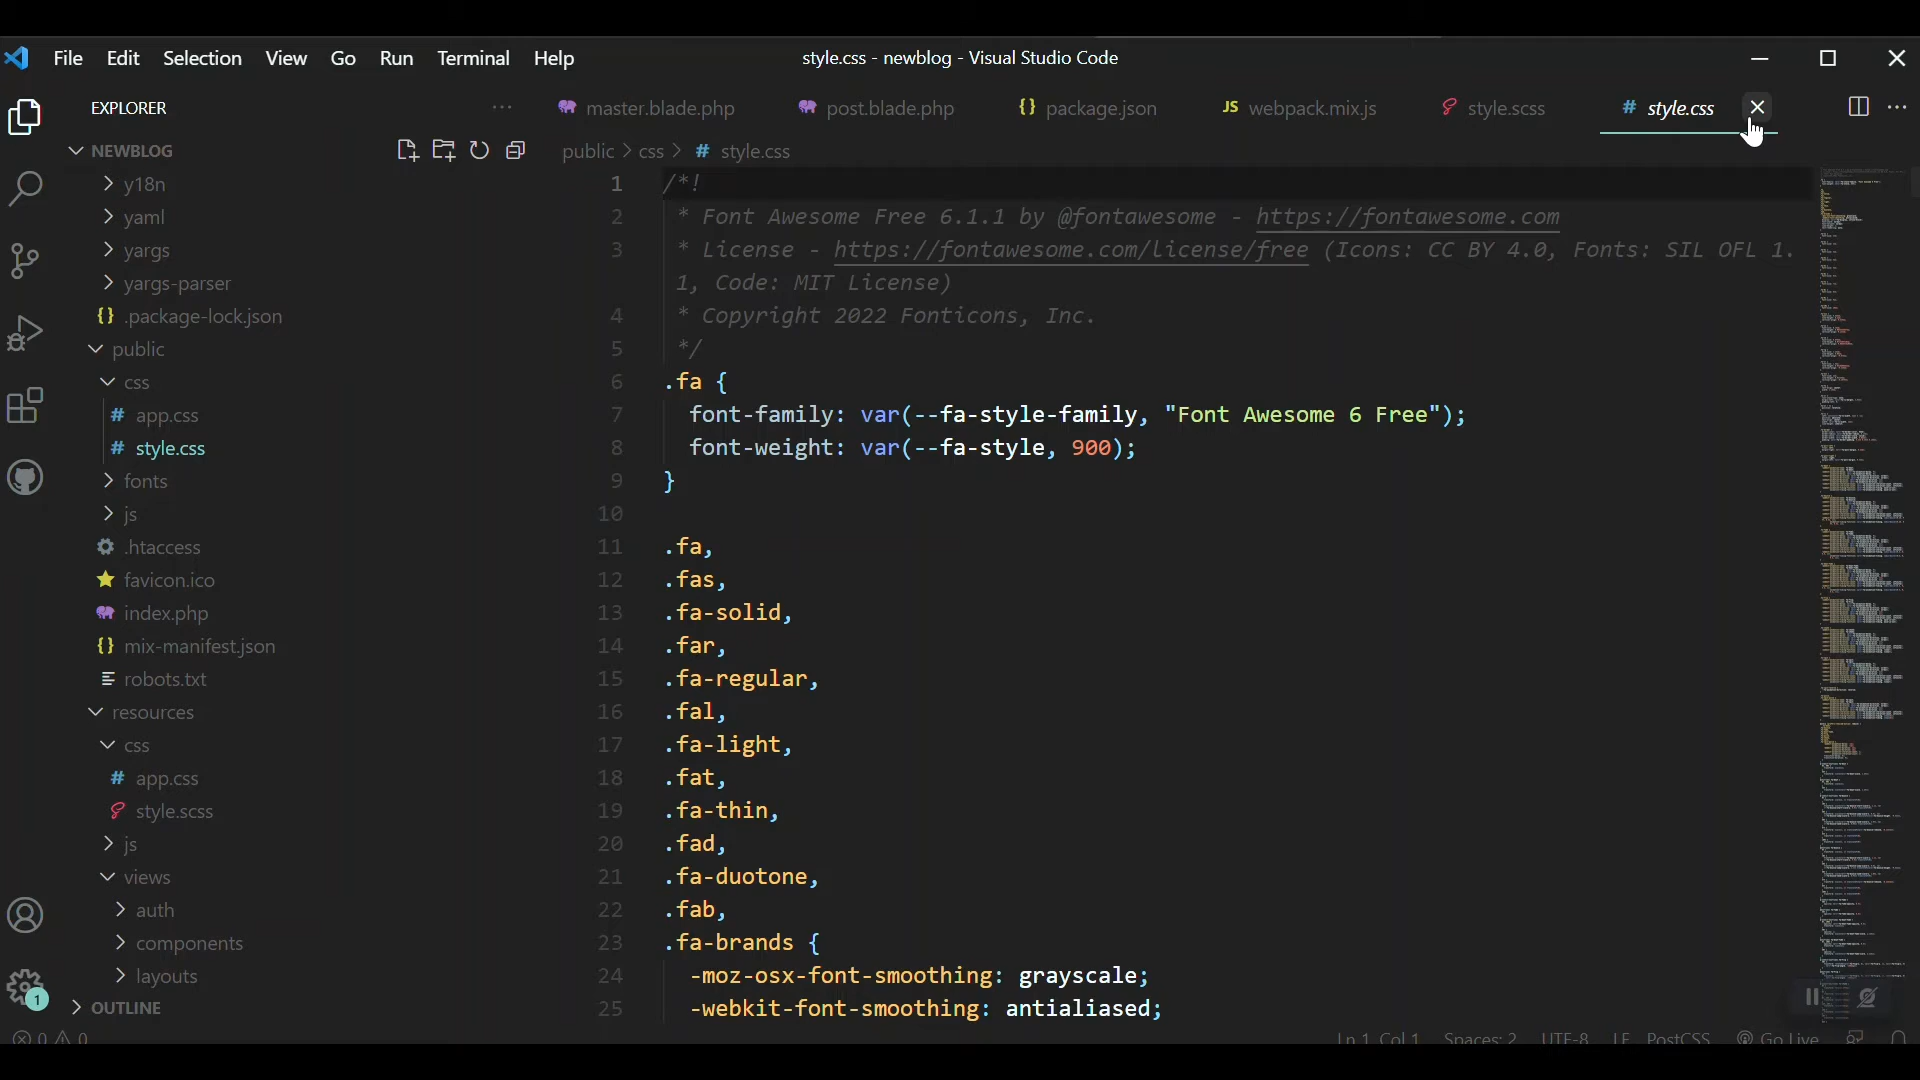 File Edit Selection View Go Run Terminal Help style.css - newblog - Visual Studio Code
EXPLORER ··· master.blade.php post.blade.php {} package.json JS webpack.mix.js style.scss # style.css ···
NEWBLOG public > css > # style.css
y18n
yaml
yargs
yargs-parser
{} .package-lock.json
public
css
# app.css
# style.css
fonts
js
.htaccess
favicon.ico
index.php
{} mix-manifest.json
robots.txt
resources
css
# app.css
style.scss
js
views
auth
components
layouts
OUTLINE
1
1 /*!
2 * Font Awesome Free 6.1.1 by @fontawesome - https://fontawesome.com
3 * License - https://fontawesome.com/license/free (Icons: CC BY 4.0, Fonts: SIL OFL 1.
1, Code: MIT License)
4 * Copyright 2022 Fonticons, Inc.
5 */
6 .fa {
7 font-family: var(--fa-style-family, "Font Awesome 6 Free");
8 font-weight: var(--fa-style, 900);
9 }
10
11 .fa,
12 .fas,
13 .fa-solid,
14 .far,
15 .fa-regular,
16 .fal,
17 .fa-light,
18 .fat,
19 .fa-thin,
20 .fad,
21 .fa-duotone,
22 .fab,
23 .fa-brands {
24 -moz-osx-font-smoothing: grayscale;
25 -webkit-font-smoothing: antialiased;
0 0 Ln 1, Col 1 Spaces: 2 UTF-8 LF PostCSS Go Live